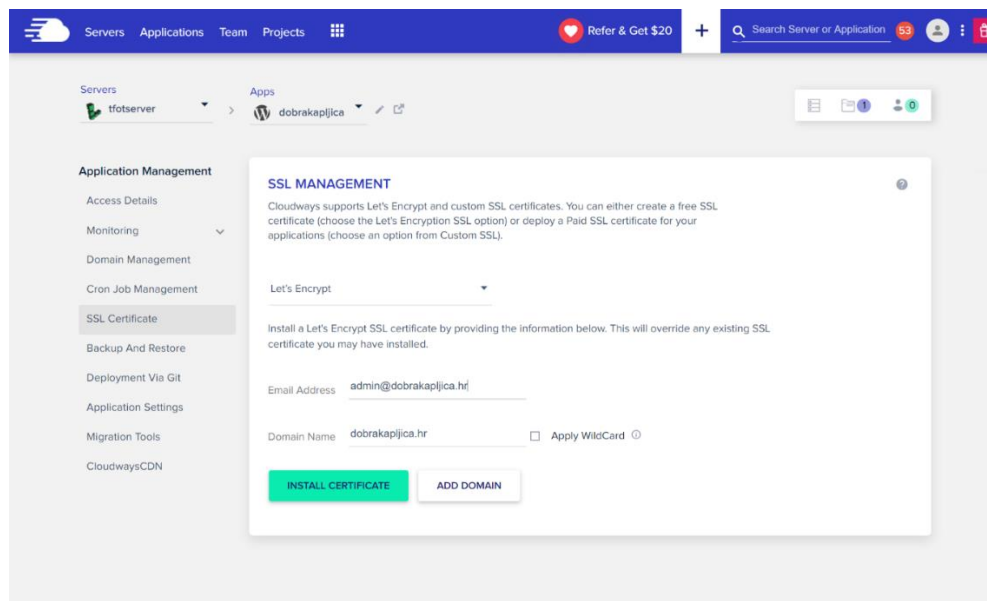 Servers Applications Team Projects Refer & Get $20 + Search Server or Application 53
Servers
tfotserver
Apps
dobrakapljica
1 0
Application Management
Access Details
Monitoring
Domain Management
Cron Job Management
SSL Certificate
Backup And Restore
Deployment Via Git
Application Settings
Migration Tools
CloudwaysCDN
SSL MANAGEMENT
Cloudways supports Let's Encrypt and custom SSL certificates. You can either create a free SSL
certificate (choose the Let's Encryption SSL option) or deploy a Paid SSL certificate for your
applications (choose an option from Custom SSL).
Let's Encrypt
Install a Let's Encrypt SSL certificate by providing the information below. This will override any existing SSL
certificate you may have installed.
Email Address admin@dobrakapljica.hr
Domain Name dobrakapljica.hr Apply WildCard
INSTALL CERTIFICATE ADD DOMAIN